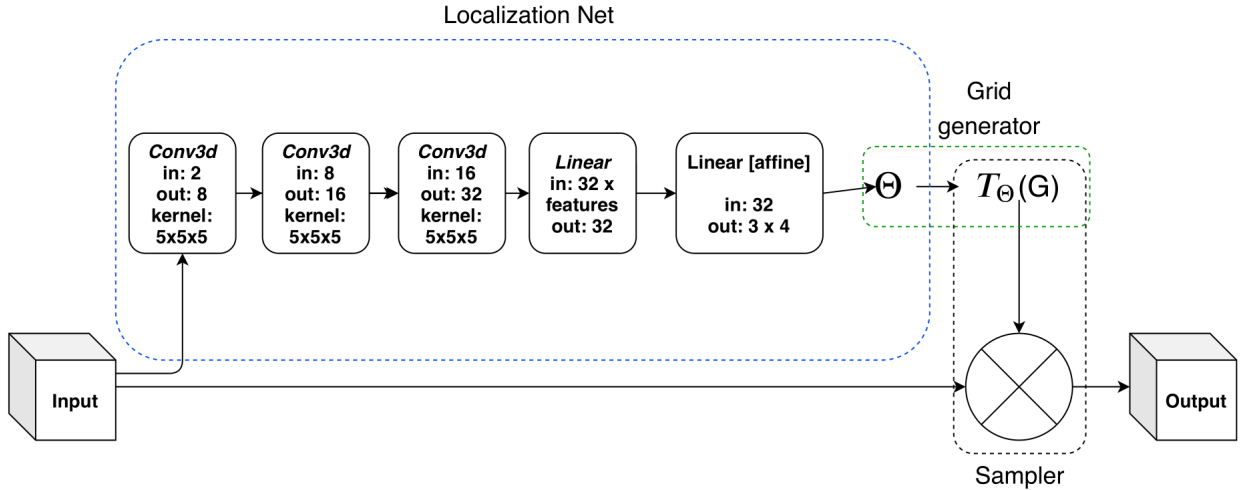 Localization Net
Grid
generator
Conv3d
in: 2
out: 8
kernel:
5x5x5
Conv3d
in: 8
out: 16
kernel:
5x5x5
Conv3d
in: 16
out: 32
kernel:
5x5x5
Linear
in: 32 x
features
out: 32
Linear [affine]
in: 32
out: 3 x 4
Θ
T_Θ(G)
Input
Output
Sampler